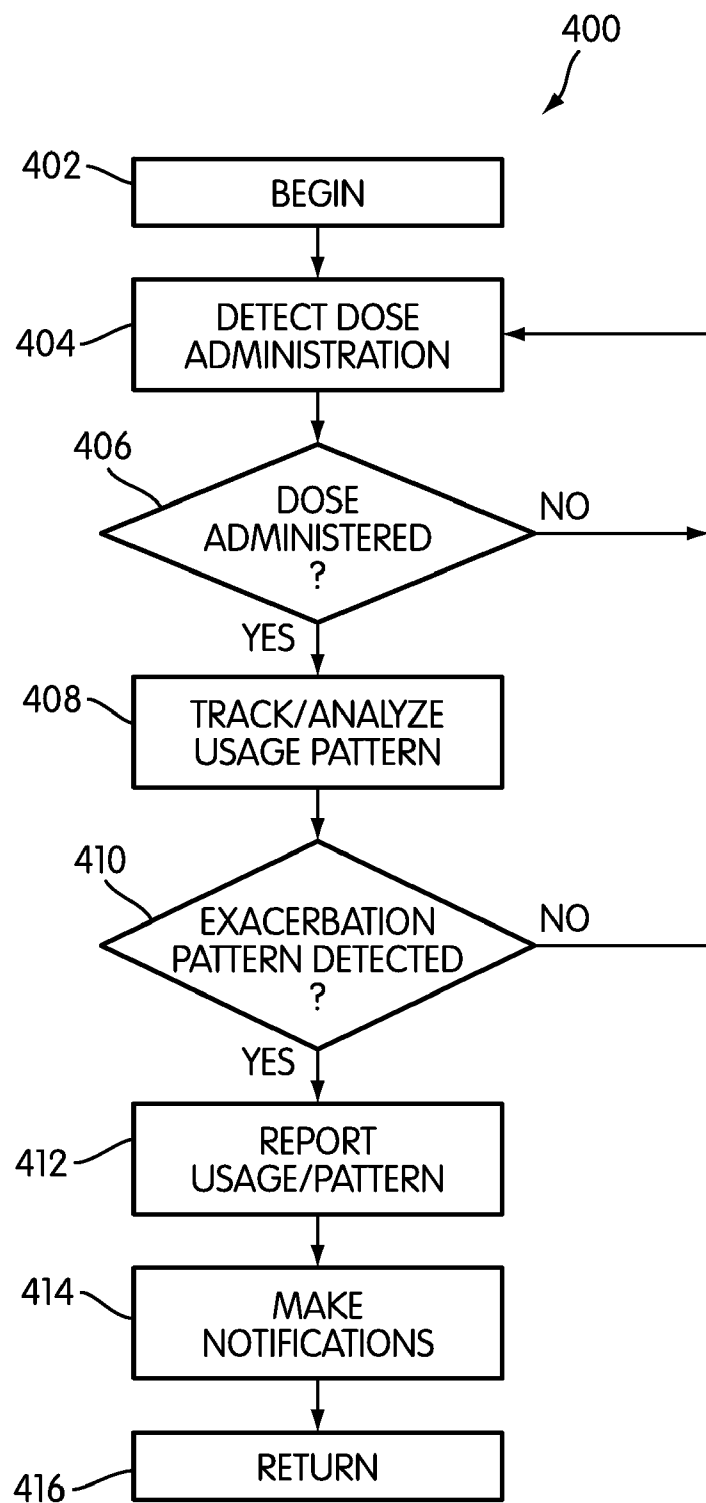 400
402
BEGIN
404
DETECT DOSE
ADMINISTRATION
406
DOSE
ADMINISTERED
?
NO
YES
408
TRACK/ANALYZE
USAGE PATTERN
410
EXACERBATION
PATTERN DETECTED
?
NO
YES
412
REPORT
USAGE/PATTERN
414
MAKE
NOTIFICATIONS
416
RETURN